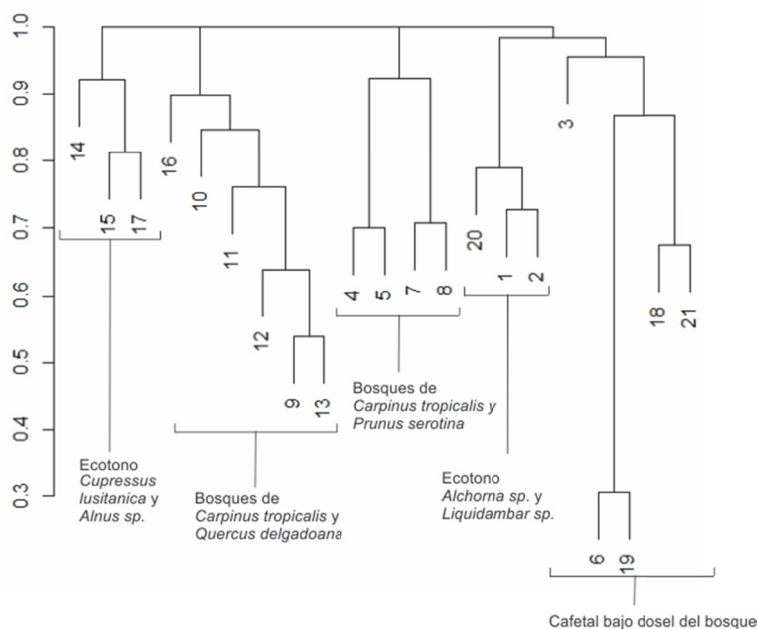 1.0
0.9
0.8
0.7
0.6
0.5
0.4
0.3
14
15
17
16
10
11
12
9
13
4
5
7
8
20
1
2
3
18
21
6
19
Ecotono
Cupressus
lusitanica y
Alnus sp.
Bosques de
Carpinus tropicalis y
Quercus delgadoana
Bosques de
Carpinus tropicalis y
Prunus serotina
Ecotono
Alchorna sp. y
Liquidambar sp.
Cafetal bajo dosel del bosque